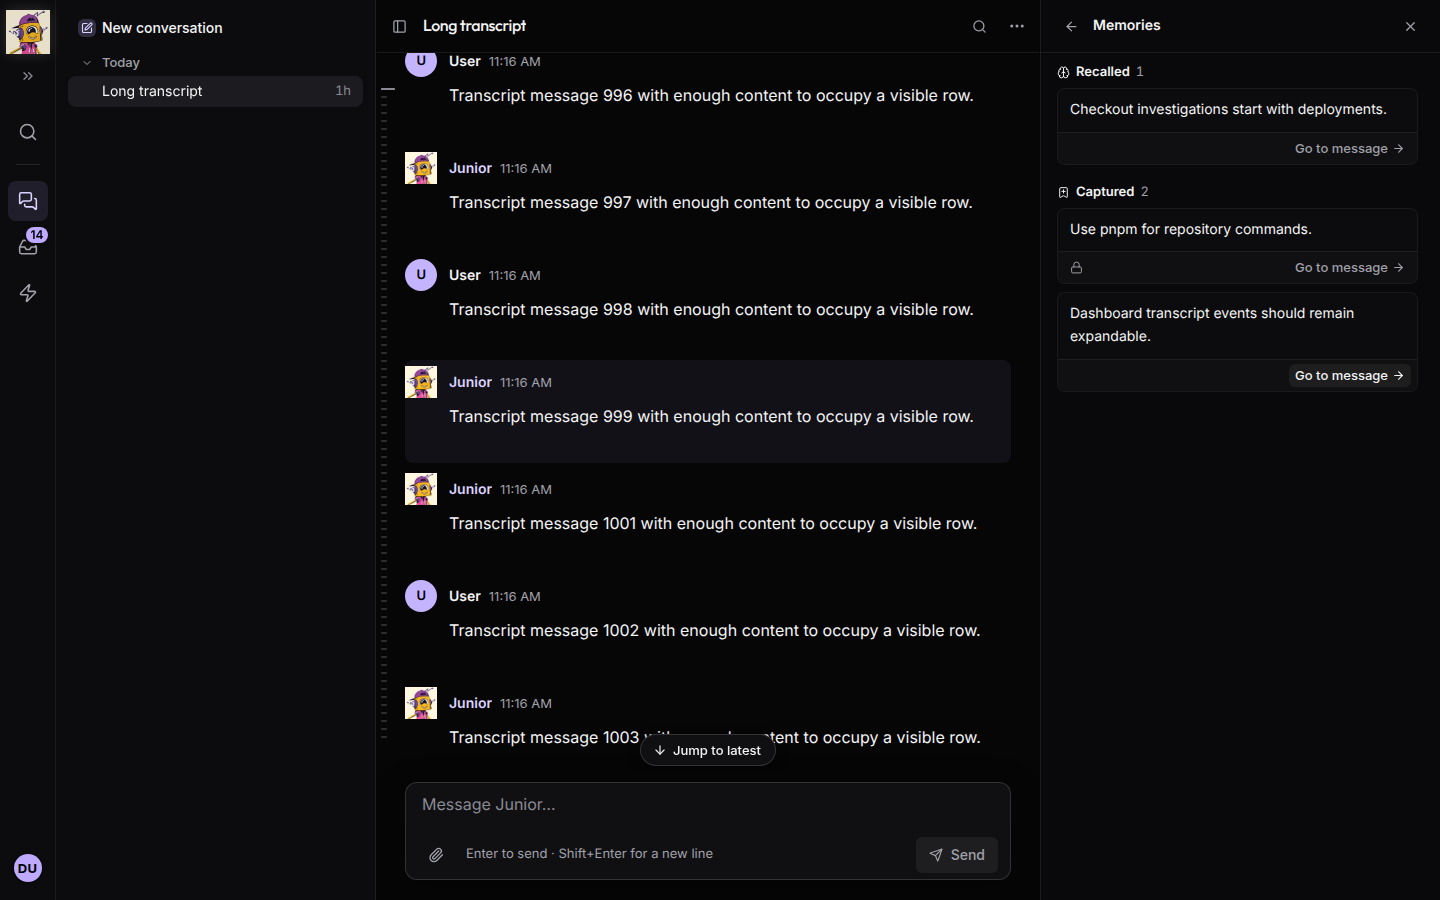 New conversation
Today
Long transcript
1h
14
DU
Long transcript
U
User 11:16 AM
Transcript message 996 with enough content to occupy a visible row.
Junior 11:16 AM
Transcript message 997 with enough content to occupy a visible row.
U
User 11:16 AM
Transcript message 998 with enough content to occupy a visible row.
Junior 11:16 AM
Transcript message 999 with enough content to occupy a visible row.
Junior 11:16 AM
Transcript message 1001 with enough content to occupy a visible row.
U
User 11:16 AM
Transcript message 1002 with enough content to occupy a visible row.
Junior 11:16 AM
Transcript message 1003 to occupy a visible row.
Jump to latest
Message Junior...
Enter to send · Shift+Enter for a new line
Send
Memories
Recalled 1
Checkout investigations start with deployments.
Go to message
Captured 2
Use pnpm for repository commands.
Go to message
Dashboard transcript events should remain
expandable.
Go to message